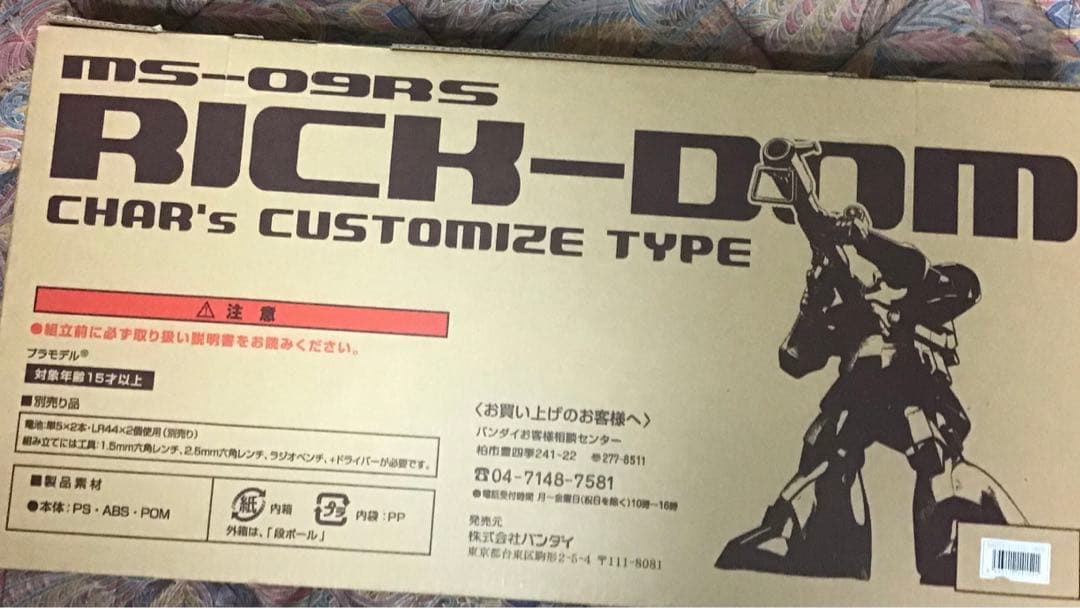 MS-09RS
RICK-DOM
CHAR's CUSTOMIZE TYPE
⚠ 注意
●組立前に必ず取り扱い説明書をお読みください。
プラモデル®
対象年齢15才以上
■別売り品
電池:単5×2本・LR44×2個使用(別売り)
組み立てには工具:1.5mm六角レンチ、2.5mm六角レンチ、ラジオペンチ、+ドライバーが必要です。
■製品素材
●本体:PS・ABS・POM
紙 内箱
プラ 内袋:PP
外箱は、「段ボール」
〈お買い上げのお客様へ〉
バンダイお客様相談センター
柏市豊四季241-22 〠277-8511
☎04-7148-7581
●電話受付時間 月〜金曜日(祝日を除く)10時〜16時
発売元
株式会社バンダイ
東京都台東区駒形2-5-4 〒111-8081